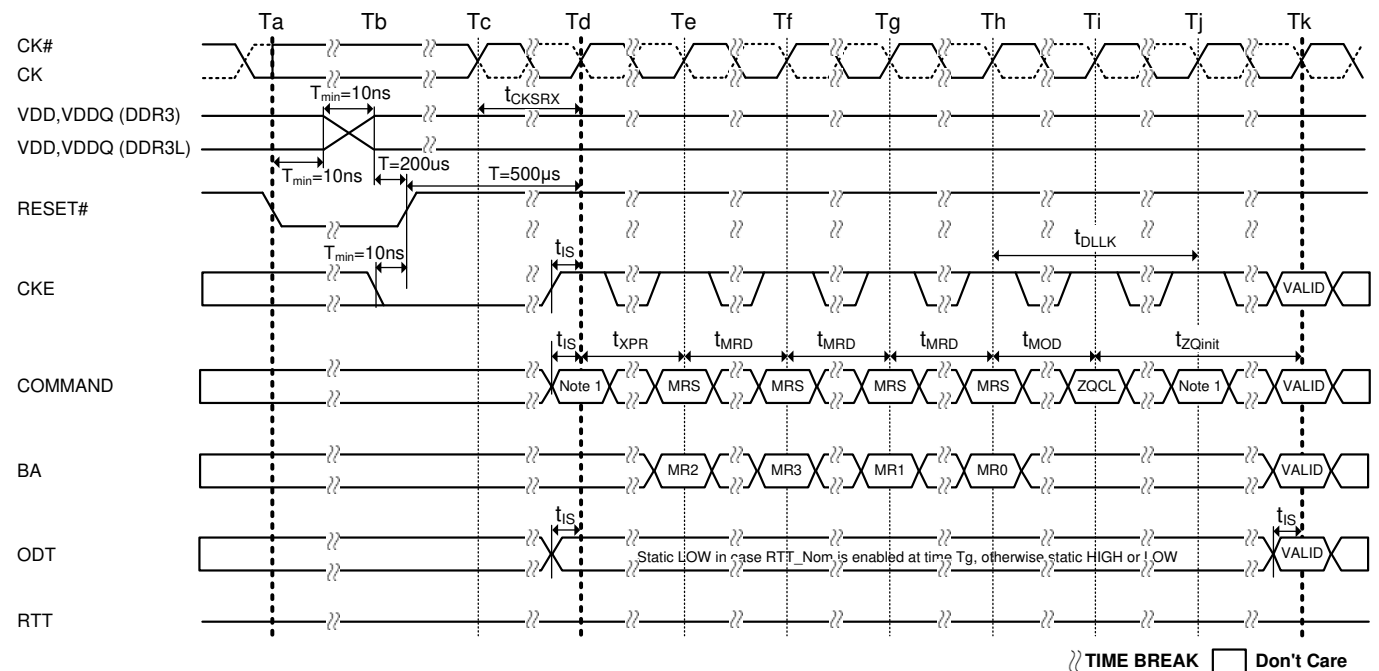 Ta Tb Tc Td Te Tf Tg Th Ti Tj Tk
CK#
CK
Tmin=10ns
tCKSRX
VDD,VDDQ (DDR3)
VDD,VDDQ (DDR3L)
Tmin=10ns
T=200us
T=500µs
RESET#
Tmin=10ns
tIS
tDLLK
CKE
VALID
tIS tXPR tMRD tMRD tMRD tMOD tZQinit
COMMAND
Note 1 MRS MRS MRS MRS ZQCL Note 1 VALID
BA
MR2 MR3 MR1 MR0 VALID
tIS
tIS
ODT
Static LOW in case RTT_Nom is enabled at time Tg, otherwise static HIGH or LOW
VALID
RTT
TIME BREAK
Don't Care